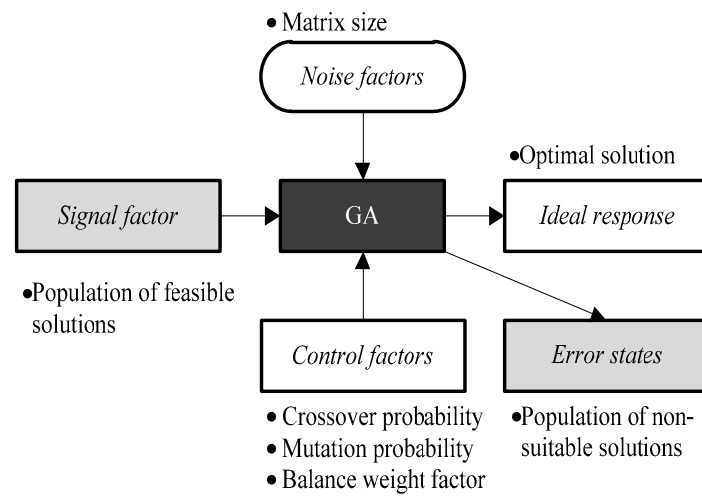 • Matrix size
Noise factors
•Optimal solution
Signal factor
GA
Ideal response
•Population of feasible
solutions
Control factors
Error states
• Crossover probability
• Mutation probability
• Balance weight factor
•Population of non-
suitable solutions